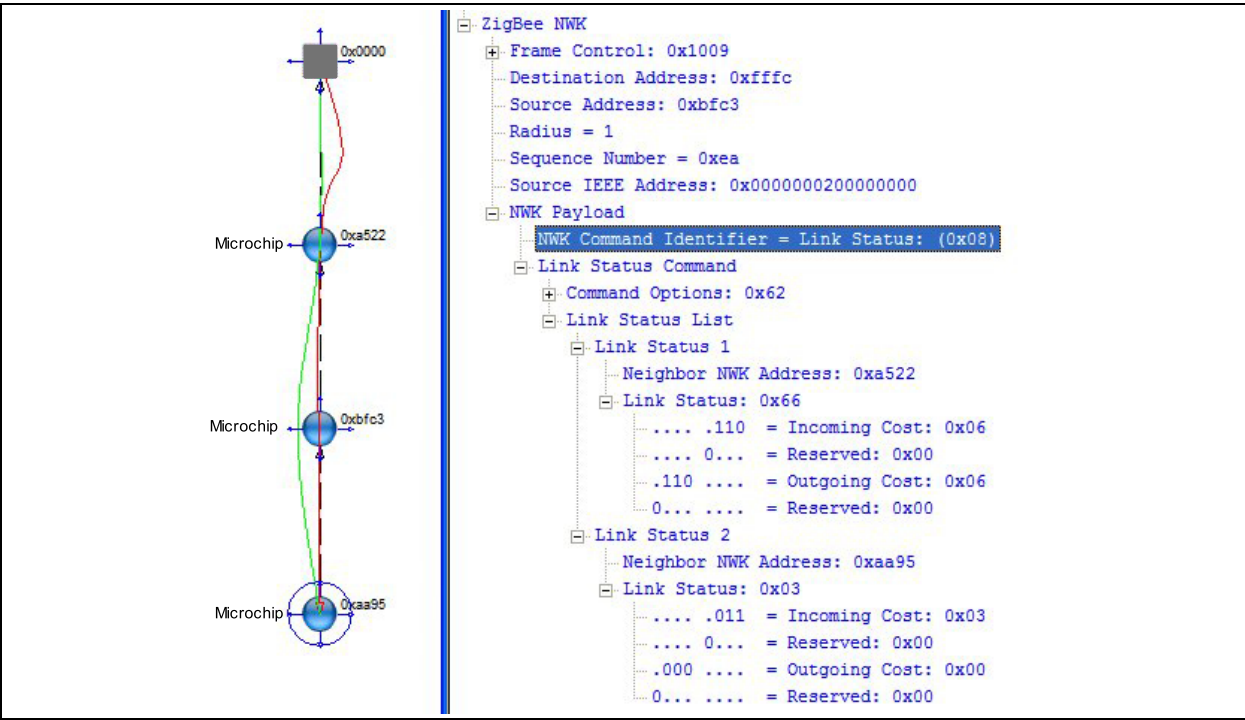 0x0000
Microchip
0xa522
Microchip
0xbfc3
Microchip
0xaa95
ZigBee NWK
Frame Control: 0x1009
Destination Address: 0xfffc
Source Address: 0xbfc3
Radius = 1
Sequence Number = 0xea
Source IEEE Address: 0x0000000200000000
NWK Payload
NWK Command Identifier = Link Status: (0x08)
Link Status Command
Command Options: 0x62
Link Status List
Link Status 1
Neighbor NWK Address: 0xa522
Link Status: 0x66
.... .110 = Incoming Cost: 0x06
.... 0... = Reserved: 0x00
.110 .... = Outgoing Cost: 0x06
0... .... = Reserved: 0x00
Link Status 2
Neighbor NWK Address: 0xaa95
Link Status: 0x03
.... .011 = Incoming Cost: 0x03
.... 0... = Reserved: 0x00
.000 .... = Outgoing Cost: 0x00
0... .... = Reserved: 0x00